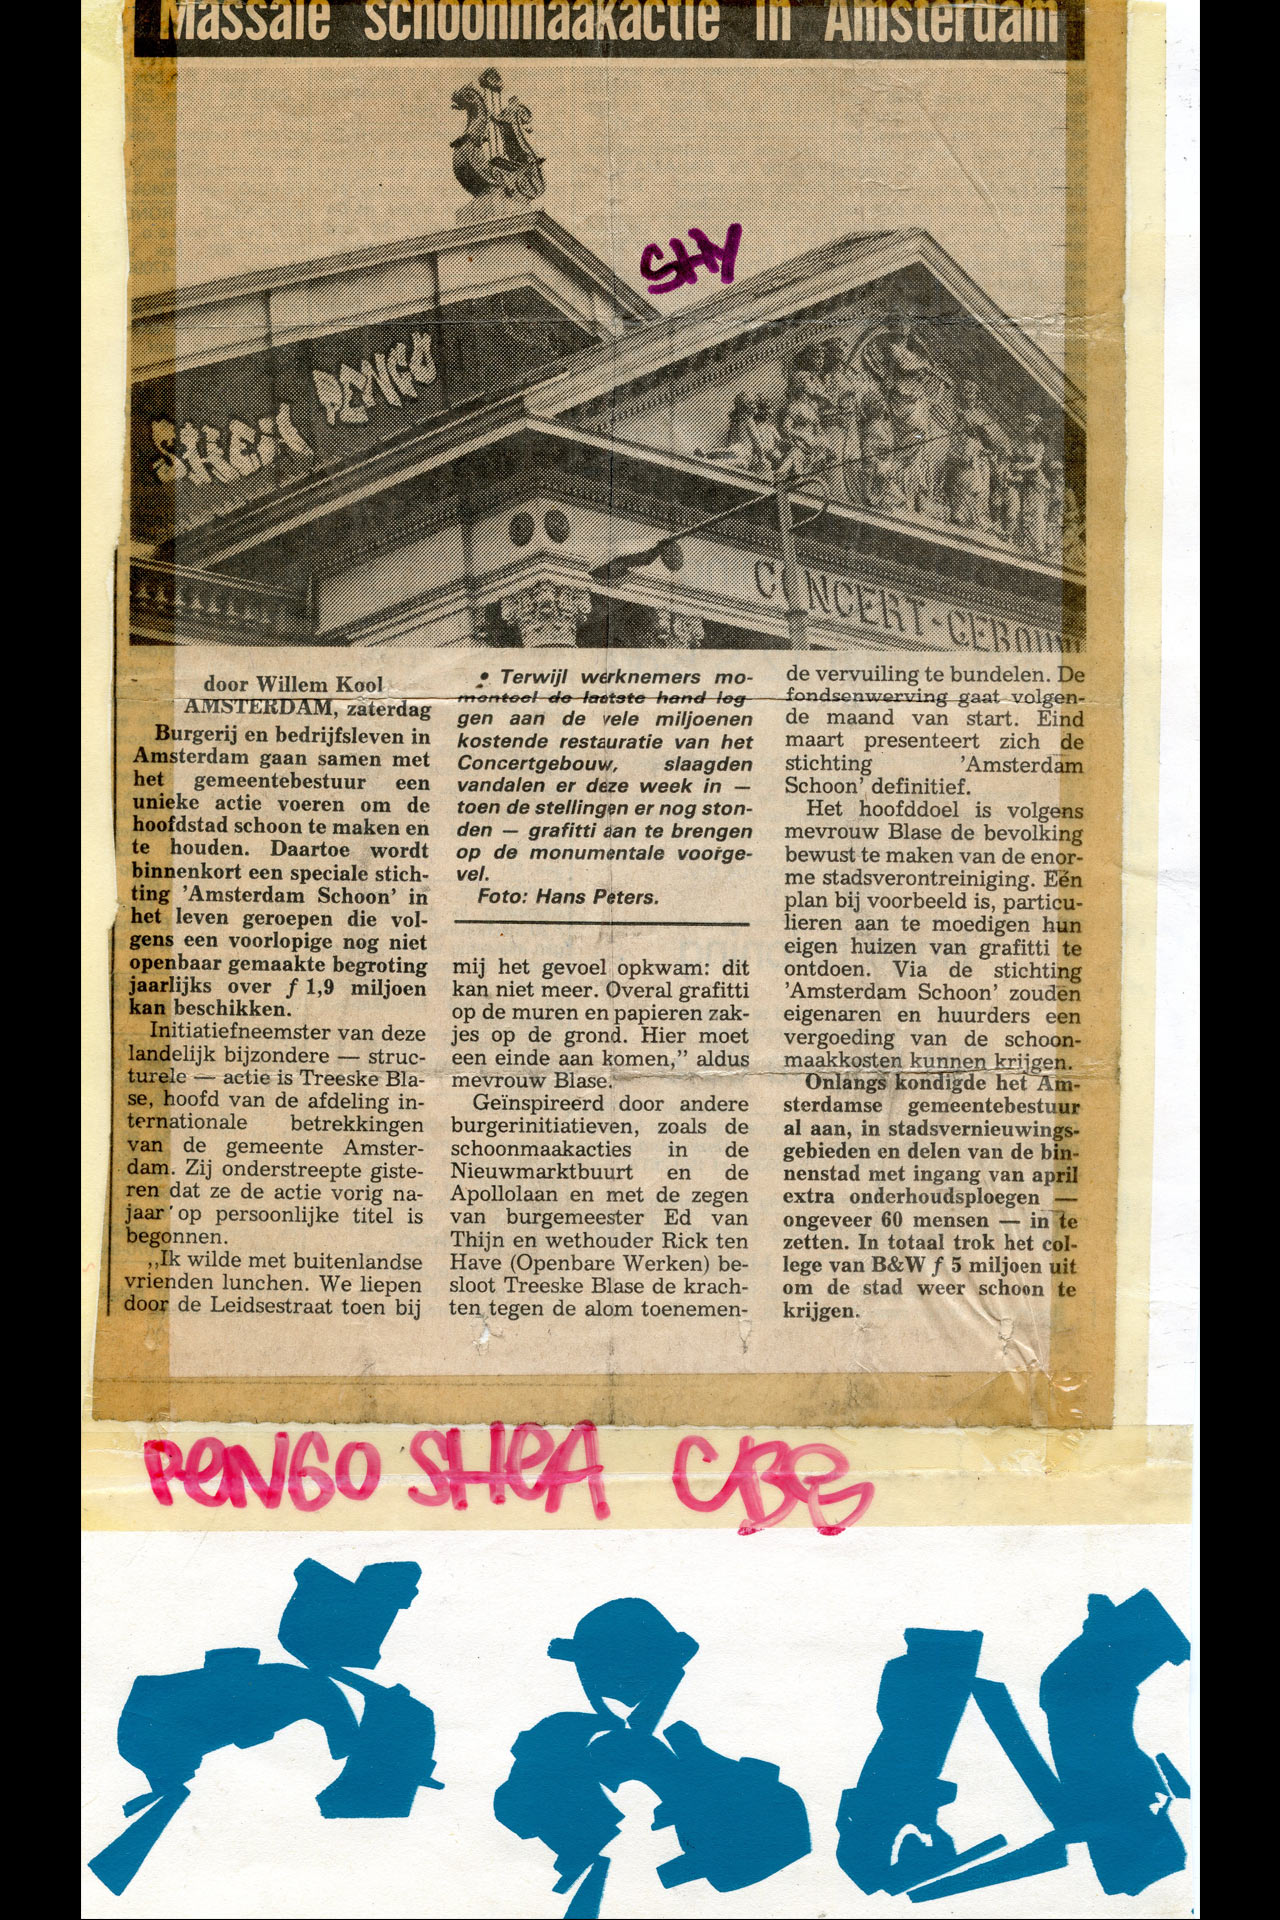 Massale schoonmaakactie in Amsterdam
SHY
SHEA PENGO
CONCERT-GEBOUW
door Willem Kool
AMSTERDAM, zaterdag
Burgerij en bedrijfsleven in
Amsterdam gaan samen met
het gemeentebestuur een
unieke actie voeren om de
hoofdstad schoon te maken en
te houden. Daartoe wordt
binnenkort een speciale stich-
ting 'Amsterdam Schoon' in
het leven geroepen die vol-
gens een voorlopige nog niet
openbaar gemaakte begroting
jaarlijks over ƒ 1,9 miljoen
kan beschikken.
Initiatiefneemster van deze
landelijk bijzondere — struc-
turele — actie is Treeske Bla-
se, hoofd van de afdeling in-
ternationale betrekkingen
van de gemeente Amster-
dam. Zij onderstreepte giste-
ren dat ze de actie vorig na-
jaar op persoonlijke titel is
begonnen.
„Ik wilde met buitenlandse
vrienden lunchen. We liepen
door de Leidsestraat toen bij
• Terwijl werknemers mo-
menteel de laatste hand leg
gen aan de vele miljoenen
kostende restauratie van het
Concertgebouw, slaagden
vandalen er deze week in —
toen de stellingen er nog ston-
den — grafitti aan te brengen
op de monumentale voorge-
vel.
Foto: Hans Peters.
mij het gevoel opkwam: dit
kan niet meer. Overal grafitti
op de muren en papieren zak-
jes op de grond. Hier moet
een einde aan komen,” aldus
mevrouw Blase.
Geïnspireerd door andere
burgerinitiatieven, zoals de
schoonmaakacties in de
Nieuwmarktbuurt en de
Apollolaan en met de zegen
van burgemeester Ed van
Thijn en wethouder Rick ten
Have (Openbare Werken) be-
sloot Treeske Blase de krach-
ten tegen de alom toenemen-
de vervuiling te bundelen. De
fondsenwerving gaat volgen-
de maand van start. Eind
maart presenteert zich de
stichting 'Amsterdam
Schoon' definitief.
Het hoofddoel is volgens
mevrouw Blase de bevolking
bewust te maken van de enor-
me stadsverontreiniging. Eén
plan bij voorbeeld is, particu-
lieren aan te moedigen hun
eigen huizen van grafitti te
ontdoen. Via de stichting
'Amsterdam Schoon' zouden
eigenaren en huurders een
vergoeding van de schoon-
maakkosten kunnen krijgen.
Onlangs kondigde het Am-
sterdamse gemeentebestuur
al aan, in stadsvernieuwings-
gebieden en delen van de bin-
nenstad met ingang van april
extra onderhoudsploegen —
ongeveer 60 mensen — in te
zetten. In totaal trok het col-
lege van B&W ƒ 5 miljoen uit
om de stad weer schoon te
krijgen.
PENGO SHEA CBS